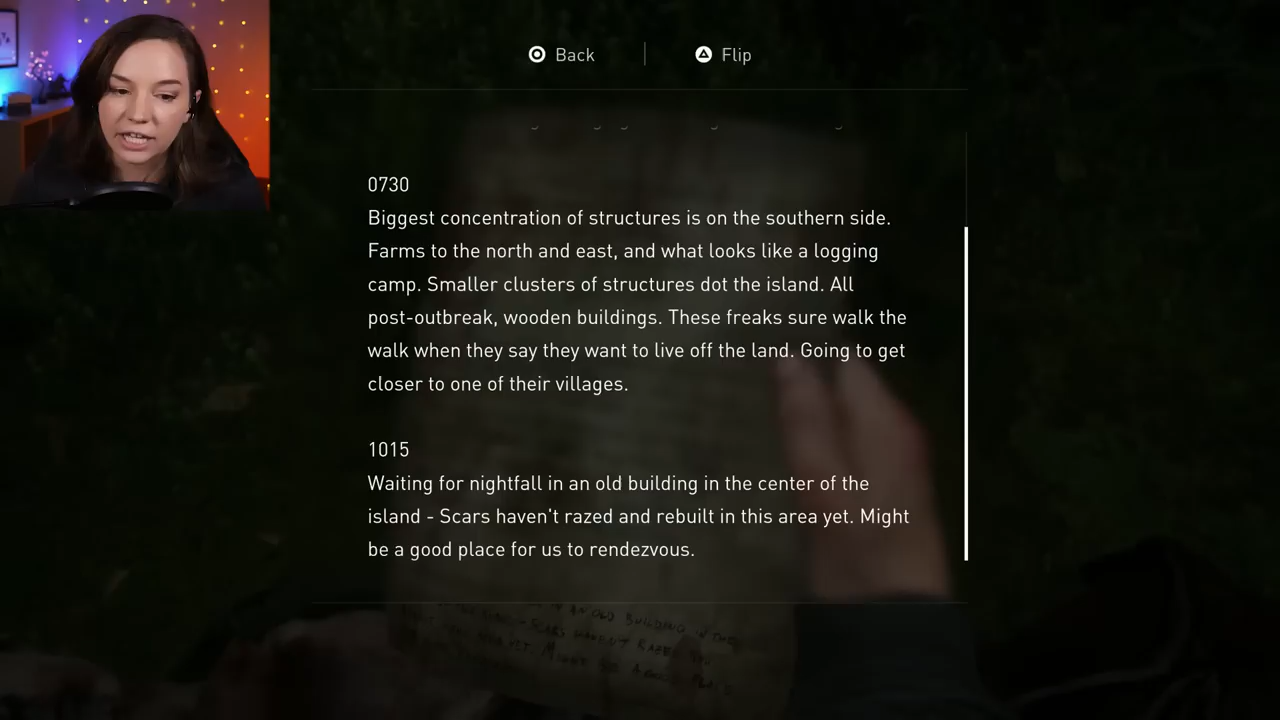 Back
Flip
0730
Biggest concentration of structures is on the southern side.
Farms to the north and east, and what looks like a logging
camp. Smaller clusters of structures dot the island. All
post-outbreak, wooden buildings. These freaks sure walk the
walk when they say they want to live off the land. Going to get
closer to one of their villages.
1015
Waiting for nightfall in an old building in the center of the
island - Scars haven't razed and rebuilt in this area yet. Might
be a good place for us to rendezvous.
AN OLD BUILDING